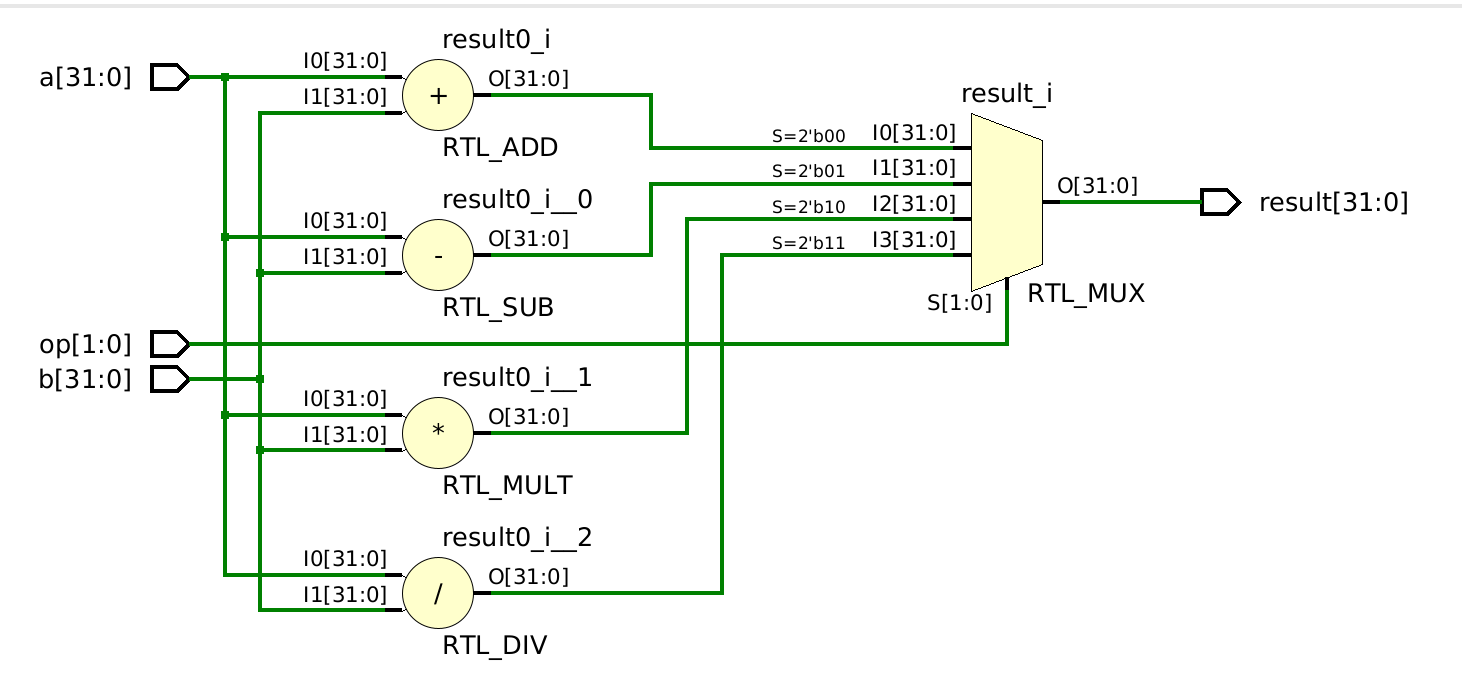 result0_i
a[31:0]
I0[31:0]
I1[31:0]
+
O[31:0]
RTL_ADD
result0_i__0
I0[31:0]
I1[31:0]
-
O[31:0]
RTL_SUB
op[1:0]
b[31:0]
result0_i__1
I0[31:0]
I1[31:0]
*
O[31:0]
RTL_MULT
result0_i__2
I0[31:0]
I1[31:0]
/
O[31:0]
RTL_DIV
result_i
S=2'b00 I0[31:0]
S=2'b01 I1[31:0]
S=2'b10 I2[31:0]
S=2'b11 I3[31:0]
S[1:0]
RTL_MUX
O[31:0]
result[31:0]